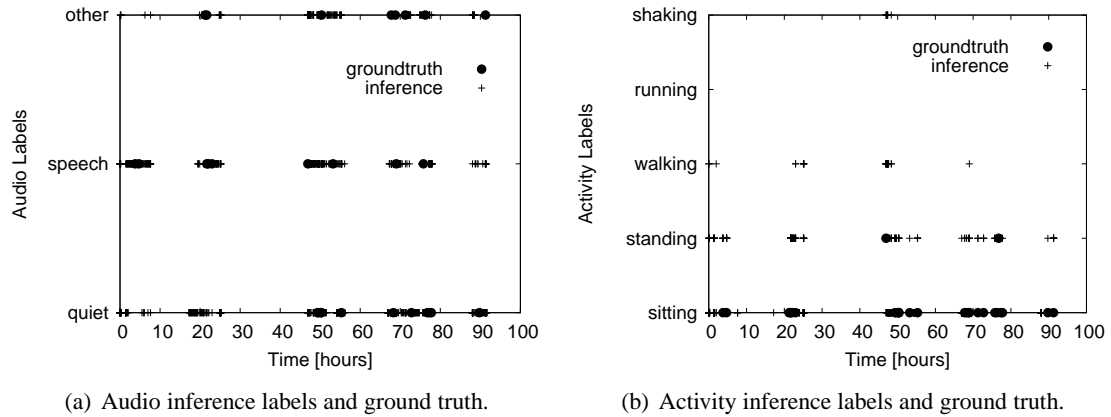 other
groundtruth
inference
speech
quiet
Audio Labels
0 10 20 30 40 50 60 70 80 90 100
Time [hours]
(a) Audio inference labels and ground truth.
shaking
groundtruth
inference
running
walking
standing
sitting
Activity Labels
0 10 20 30 40 50 60 70 80 90 100
Time [hours]
(b) Activity inference labels and ground truth.